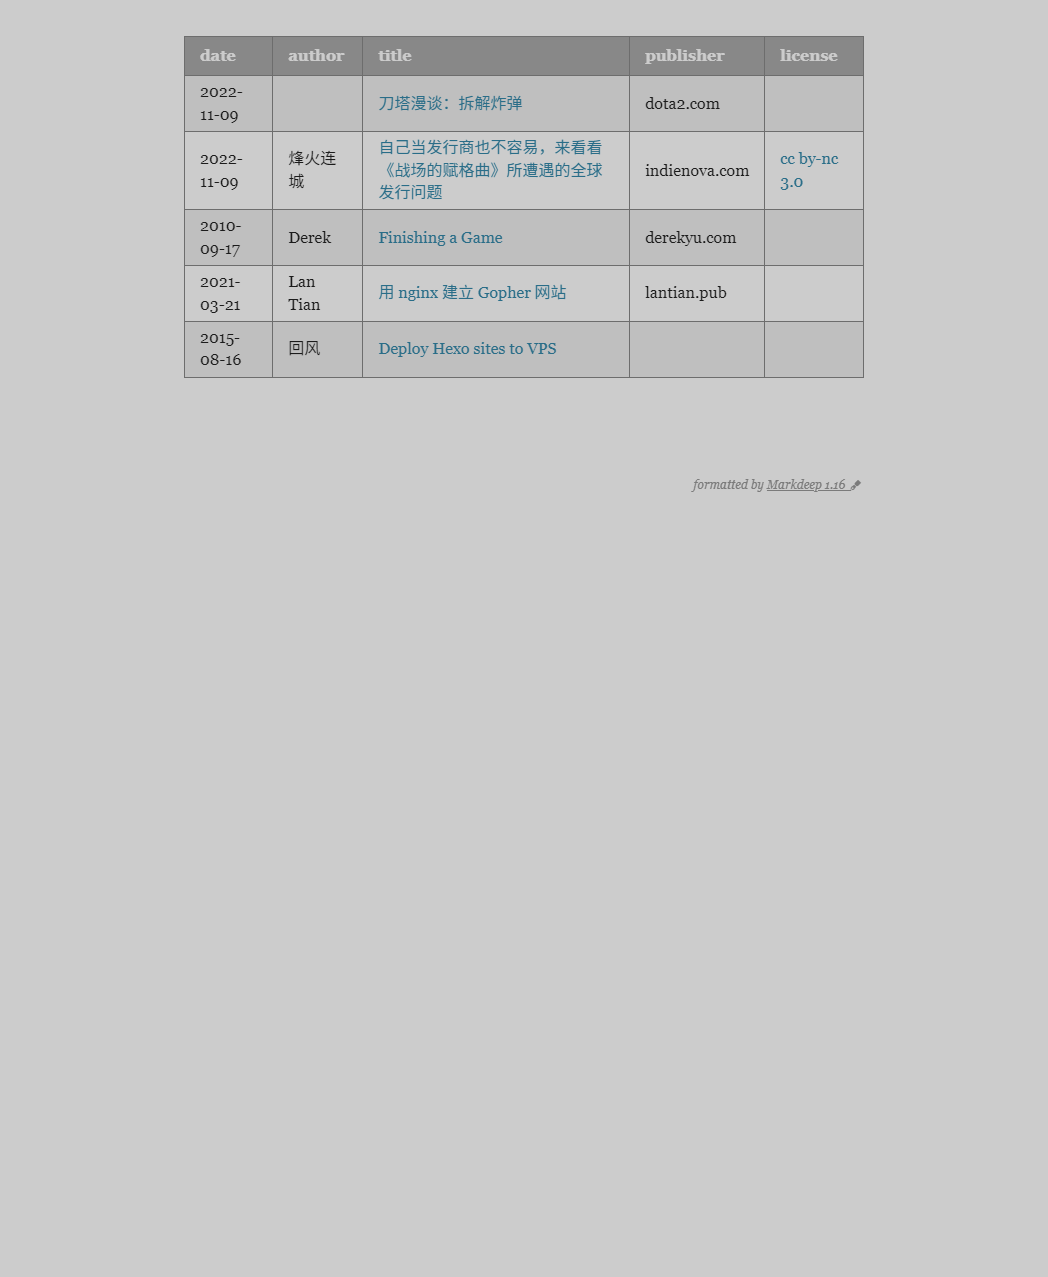 date author title publisher license
2022-11-09 刀塔漫谈：拆解炸弹 dota2.com
2022-11-09 烽火连城 自己当发行商也不容易，来看看《战场的赋格曲》所遭遇的全球发行问题 indienova.com cc by-nc 3.0
2010-09-17 Derek Finishing a Game derekyu.com
2021-03-21 Lan Tian 用 nginx 建立 Gopher 网站 lantian.pub
2015-08-16 回风 Deploy Hexo sites to VPS
formatted by Markdeep 1.16 ✒